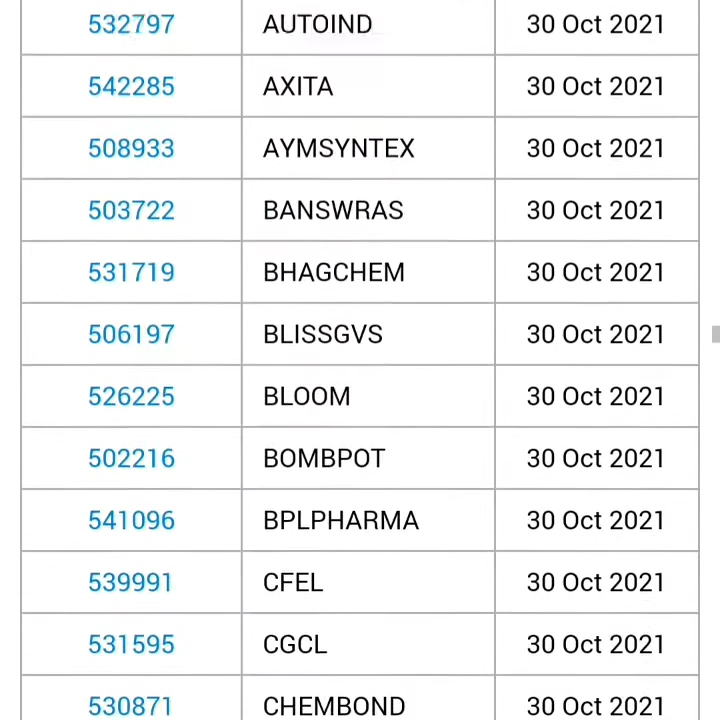 532797 AUTOIND 30 Oct 2021
542285 AXITA 30 Oct 2021
508933 AYMSYNTEX 30 Oct 2021
503722 BANSWRAS 30 Oct 2021
531719 BHAGCHEM 30 Oct 2021
506197 BLISSGVS 30 Oct 2021
526225 BLOOM 30 Oct 2021
502216 BOMBPOT 30 Oct 2021
541096 BPLPHARMA 30 Oct 2021
539991 CFEL 30 Oct 2021
531595 CGCL 30 Oct 2021
530871 CHEMBOND 30 Oct 2021